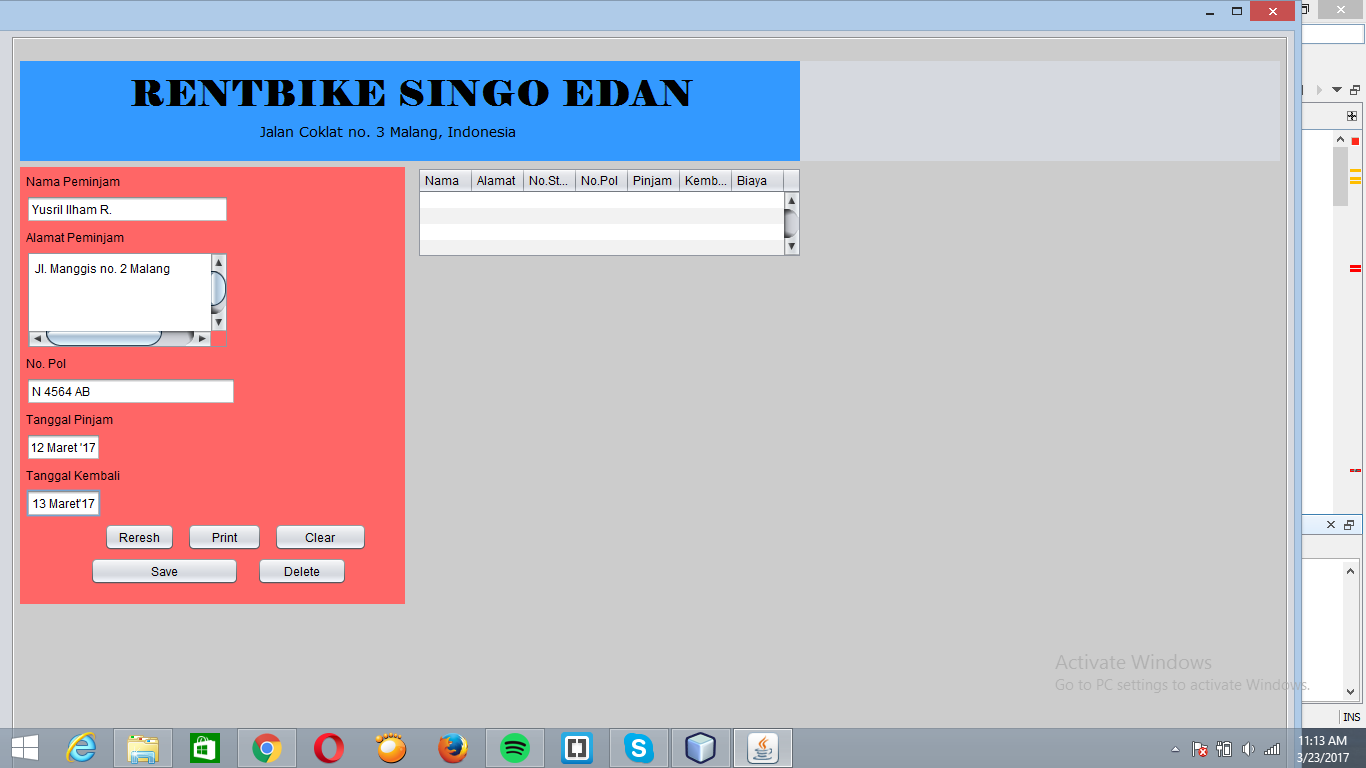 RENTBIKE SINGO EDAN
Jalan Coklat no. 3 Malang, Indonesia
Nama Peminjam
Yusril Ilham R.
Alamat Peminjam
Jl. Manggis no. 2 Malang
No. Pol
N 4564 AB
Tanggal Pinjam
12 Maret '17
Tanggal Kembali
13 Maret'17
Reresh Print Clear
Save Delete
Nama Alamat No.St... No.Pol Pinjam Kemb... Biaya
Activate Windows
Go to PC settings to activate Windows.
INS
11:13 AM
3/23/2017